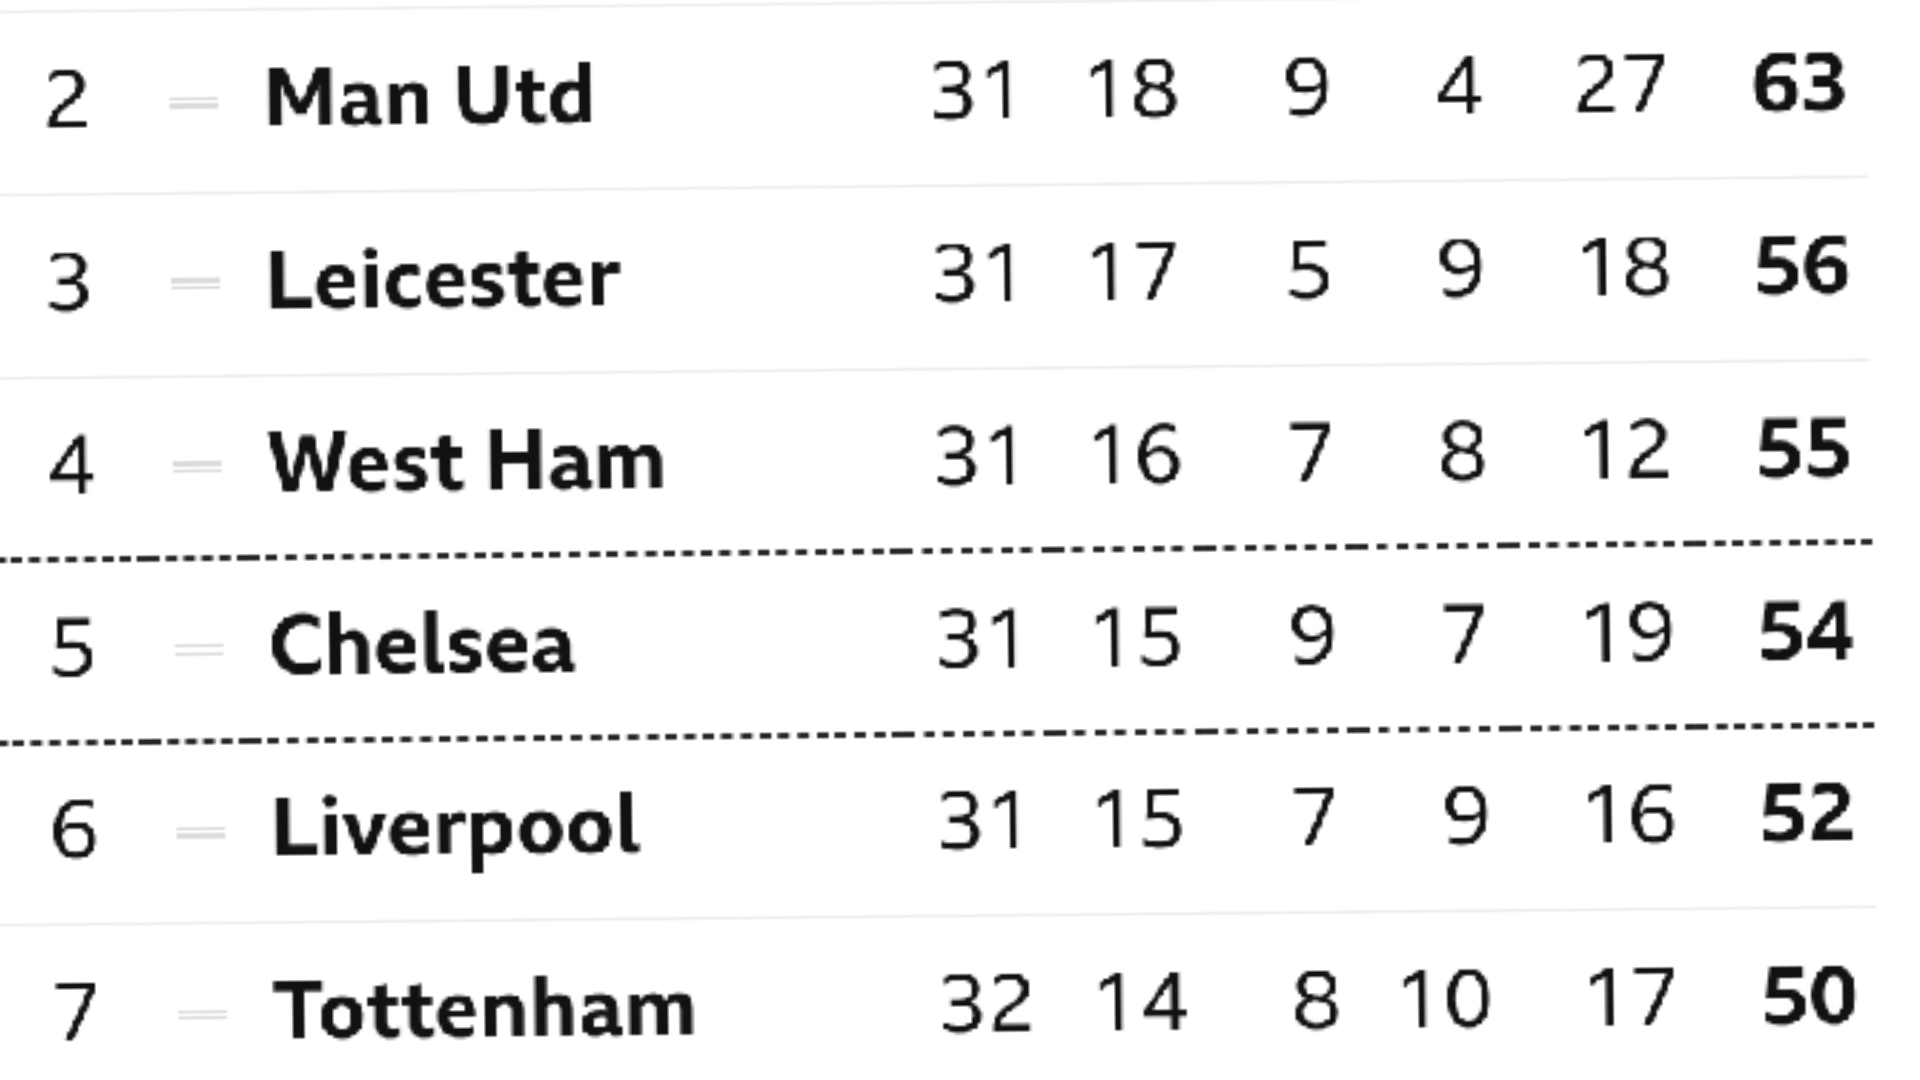 2 Man Utd 31 18 9 4 27 63
3 Leicester 31 17 5 9 18 56
4 West Ham 31 16 7 8 12 55
5 Chelsea 31 15 9 7 19 54
6 Liverpool 31 15 7 9 16 52
7 Tottenham 32 14 8 10 17 50